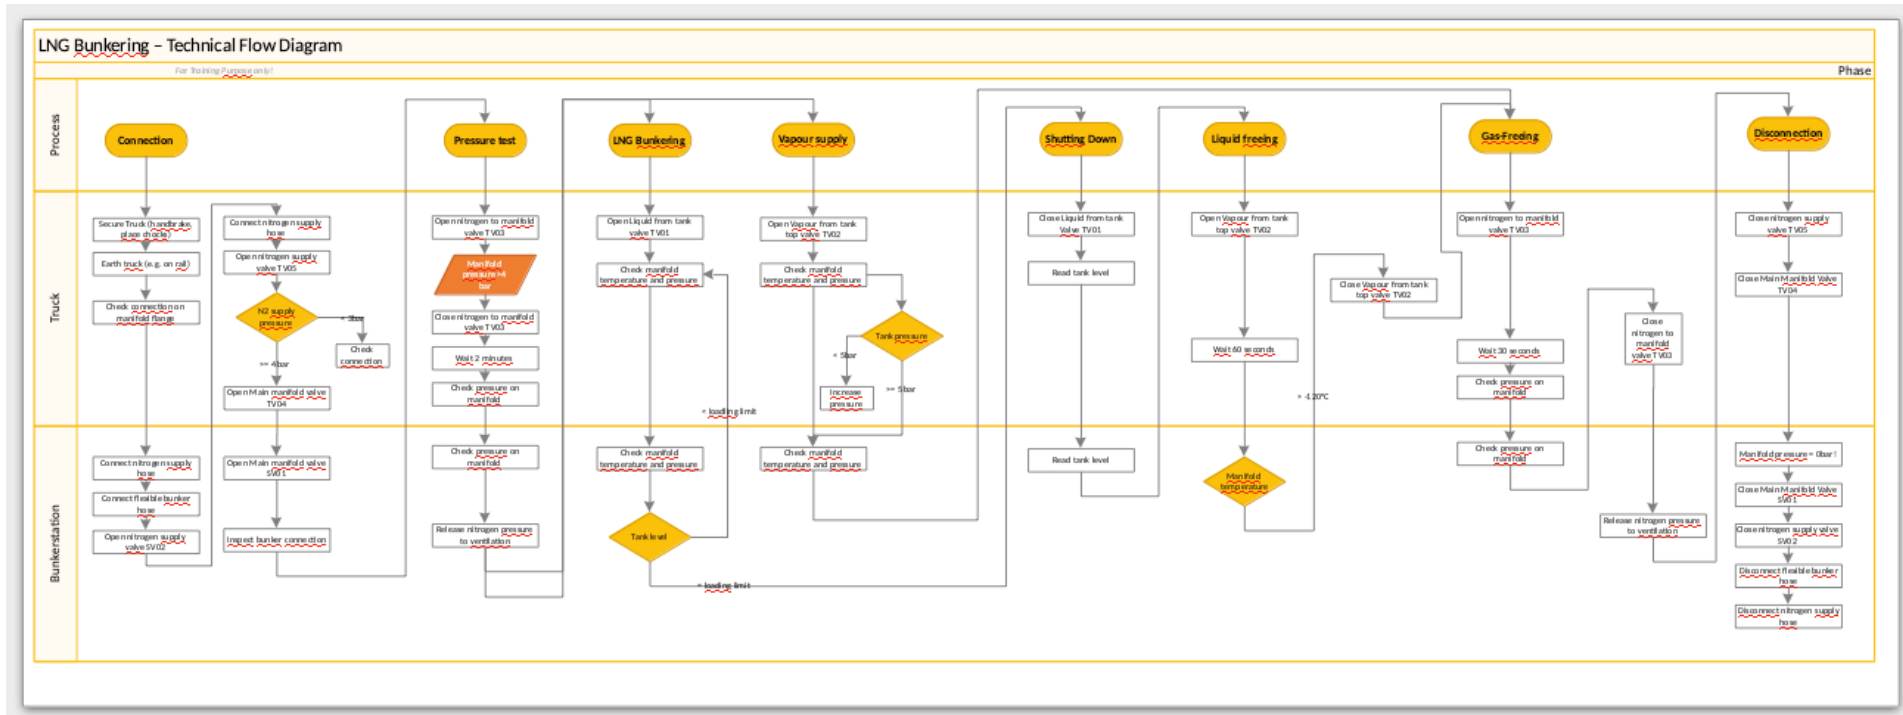 LNG Bunkering – Technical Flow Diagram
For Training Purpose only!
Phase
Process
Connection
Pressure test
LNG Bunkering
Vapour supply
Shutting Down
Liquid freeing
Gas-Freeing
Disconnection
Truck
Secure Truck (handbrake,
place chocks)
Earth truck (e.g. on rail)
Check connection on
manifold flange
Connect nitrogen supply
hose
Open nitrogen supply
valve TV05
N2 supply
pressure
< 3bar
Check
connection
>= 4bar
Open Main manifold valve
TV04
Open nitrogen to manifold
valve TV03
Manifold
pressure >4
bar
Close nitrogen to manifold
valve TV03
Wait 2 minutes
Check pressure on
manifold
Open Liquid from tank
valve TV01
Check manifold
temperature and pressure
< loading limit
Open Vapour from tank
top valve TV02
Check manifold
temperature and pressure
Tank pressure
< 5bar
Increase
pressure
>= 5bar
Close Liquid from tank
Valve TV01
Read tank level
Open Vapour from tank
top valve TV02
Wait 60 seconds
> -120°C
Close Vapour from tank
top valve TV02
Open nitrogen to manifold
valve TV03
Wait 30 seconds
Check pressure on
manifold
Close
nitrogen to
manifold
valve TV03
Close nitrogen supply
valve TV05
Close Main Manifold Valve
TV04
Bunkerstation
Connect nitrogen supply
hose
Connect flexible bunker
hose
Open nitrogen supply
valve SV02
Open Main manifold valve
SV01
Inspect bunker connection
Check pressure on
manifold
Release nitrogen pressure
to ventilation
Check manifold
temperature and pressure
Tank level
loading limit
Check manifold
temperature and pressure
Read tank level
Manifold
temperature
Check pressure on
manifold
Release nitrogen pressure
to ventilation
Manifold pressure = 0bar!
Close Main Manifold Valve
SV01
Close nitrogen supply valve
SV02
Disconnect flexible bunker
hose
Disconnect nitrogen supply
hose